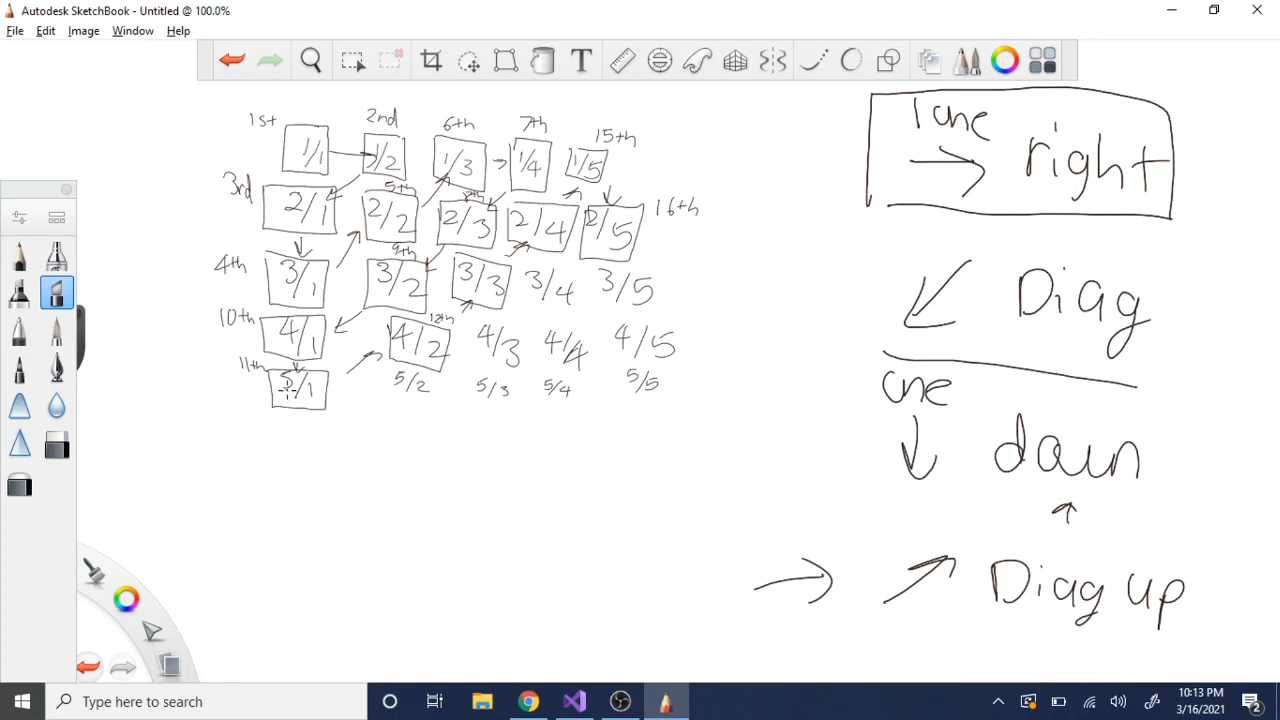 Autodesk SketchBook - Untitled @ 100.0%
File Edit Image Window Help
T
1st 2nd 6th 7th 15th
1/1 1/2 1/3 1/4 1/5
3rd 5th 8th 16th
2/1 2/2 2/3 2/4 2/5
4th 9th
3/1 3/2 3/3 3/4 3/5
10th 12th
4/1 4/2 4/3 4/4 4/5
11th
5/1 5/2 5/3 5/4 5/5
1 one
→ right
↙ Diag
one
↓ down
↑
→ ↗ Diag up
Type here to search
10:13 PM
3/16/2021
2